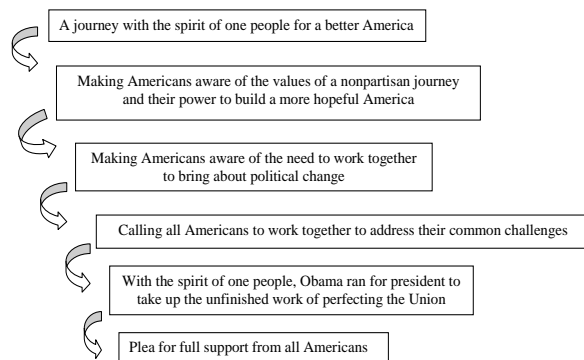 A journey with the spirit of one people for a better America
Making Americans aware of the values of a nonpartisan journey
and their power to build a more hopeful America
Making Americans aware of the need to work together
to bring about political change
Calling all Americans to work together to address their common challenges
With the spirit of one people, Obama ran for president to
take up the unfinished work of perfecting the Union
Plea for full support from all Americans